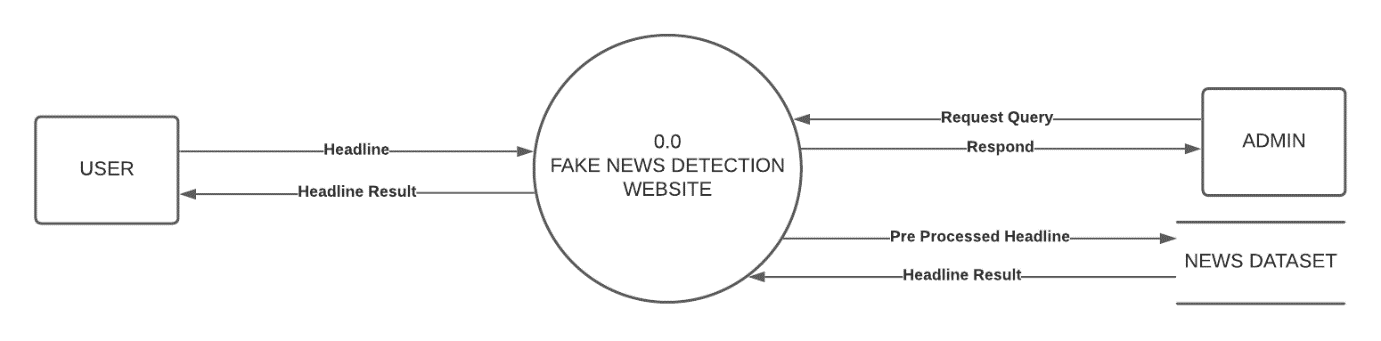 USER
Headline
Headline Result
0.0
FAKE NEWS DETECTION
WEBSITE
Request Query
Respond
ADMIN
Pre Processed Headline
Headline Result
NEWS DATASET